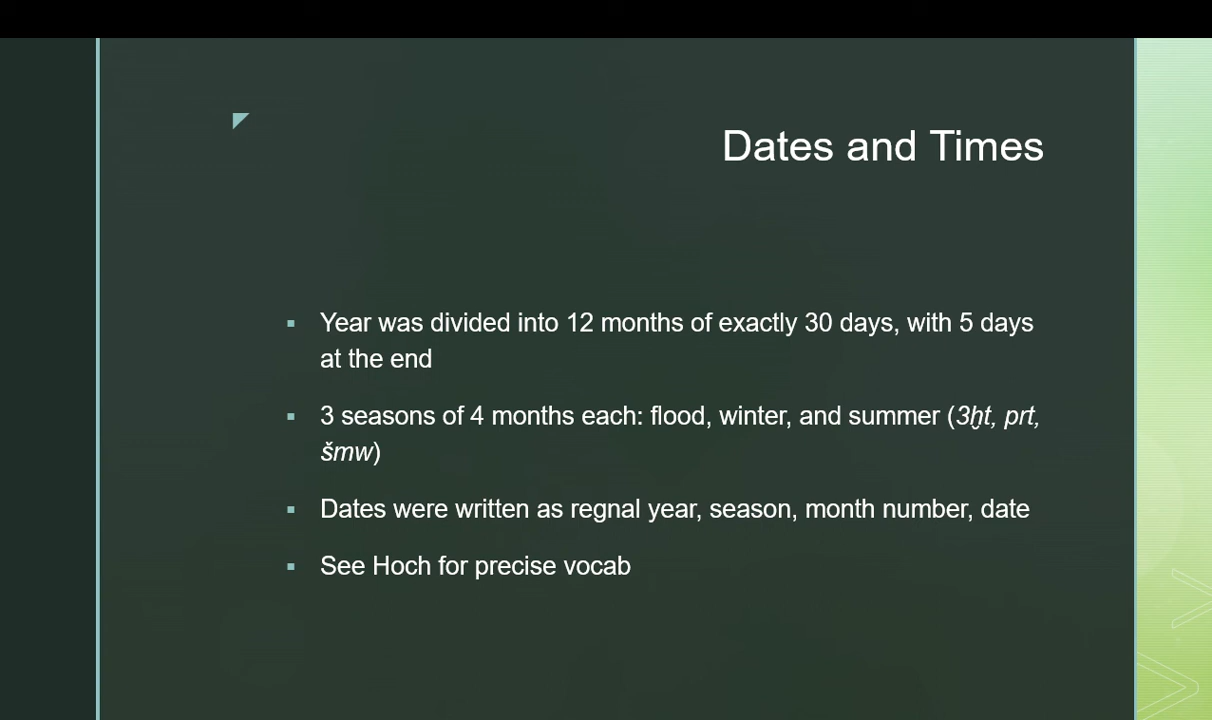 Dates and Times
▪ Year was divided into 12 months of exactly 30 days, with 5 days
at the end
▪ 3 seasons of 4 months each: flood, winter, and summer (3ḫt, prt,
šmw)
▪ Dates were written as regnal year, season, month number, date
▪ See Hoch for precise vocab